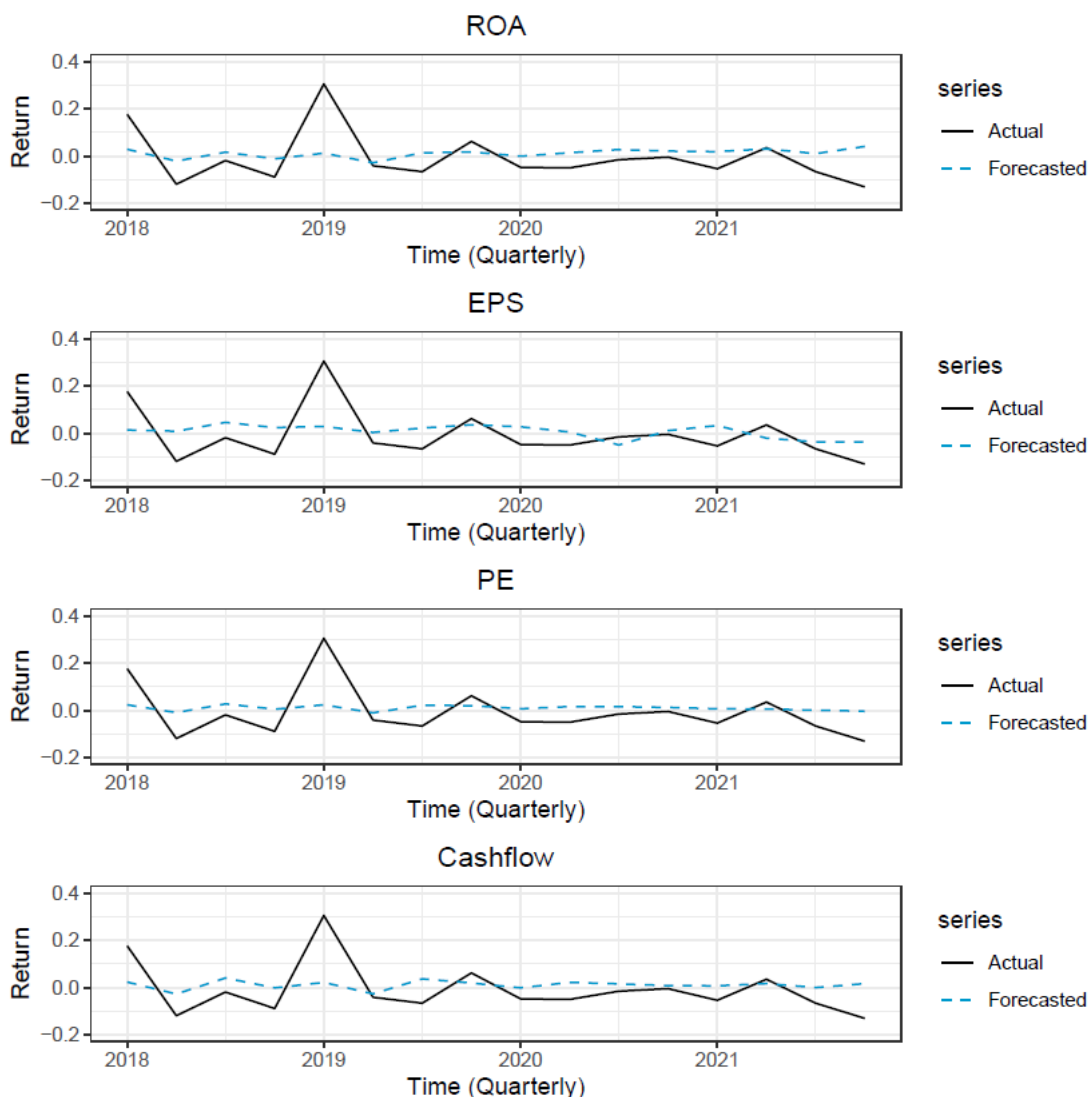 ROA
0.4
0.2
0.0
−0.2
Return
2018 2019 2020 2021
Time (Quarterly)
series
Actual
Forecasted
EPS
0.4
0.2
0.0
−0.2
Return
2018 2019 2020 2021
Time (Quarterly)
series
Actual
Forecasted
PE
0.4
0.2
0.0
−0.2
Return
2018 2019 2020 2021
Time (Quarterly)
series
Actual
Forecasted
Cashflow
0.4
0.2
0.0
−0.2
Return
2018 2019 2020 2021
Time (Quarterly)
series
Actual
Forecasted